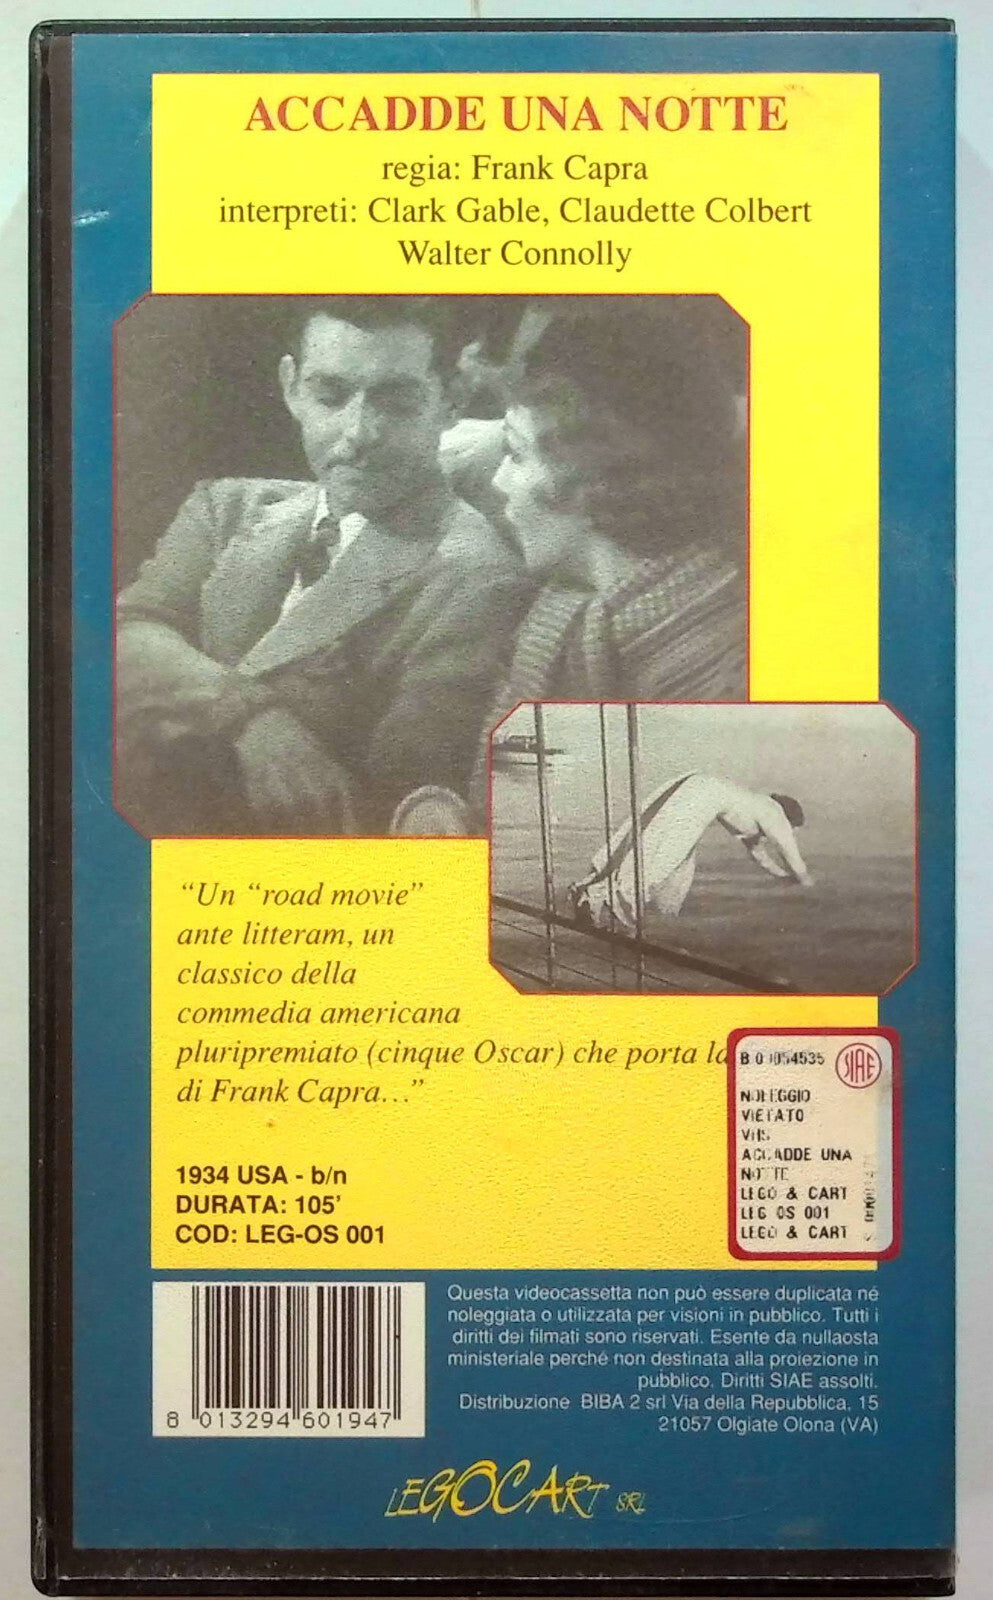 ACCADDE UNA NOTTE
regia: Frank Capra
interpreti: Clark Gable, Claudette Colbert
Walter Connolly
“Un “road movie”
ante litteram, un
classico della
commedia americana
pluripremiato (cinque Oscar) che porta la
di Frank Capra…”
1934 USA - b/n
DURATA: 105’
COD: LEG-OS 001
SIAE
NOLEGGIO
VIETATO
VHS
ACCADDE UNA
NOTTE
LEGO & CART
LEG OS 001
LEGO & CART
Questa videocassetta non può essere duplicata né
noleggiata o utilizzata per visioni in pubblico. Tutti i
diritti dei filmati sono riservati. Esente da nullaosta
ministeriale perché non destinata alla proiezione in
pubblico. Diritti SIAE assolti.
Distribuzione BIBA 2 srl Via della Repubblica, 15
21057 Olgiate Olona (VA)
8 013294 601947
LEGOCART SRL